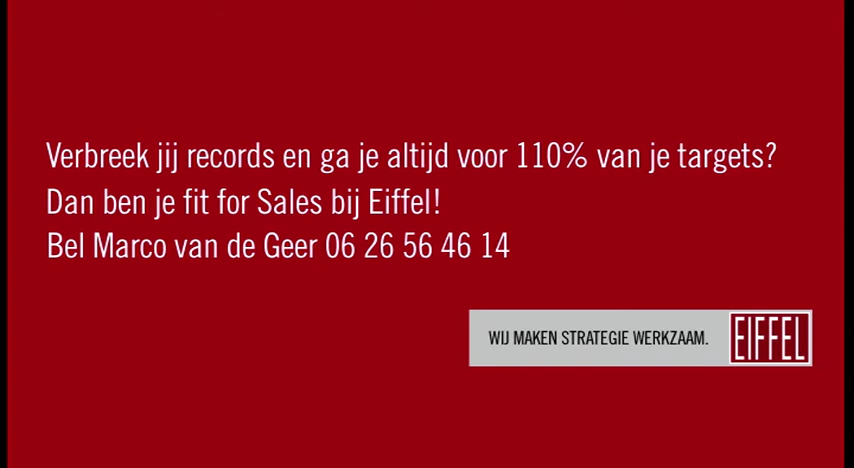 Verbreek jij records en ga je altijd voor 110% van je targets?
Dan ben je fit for Sales bij Eiffel!
Bel Marco van de Geer 06 26 56 46 14
WIJ MAKEN STRATEGIE WERKZAAM.
EIFFEL